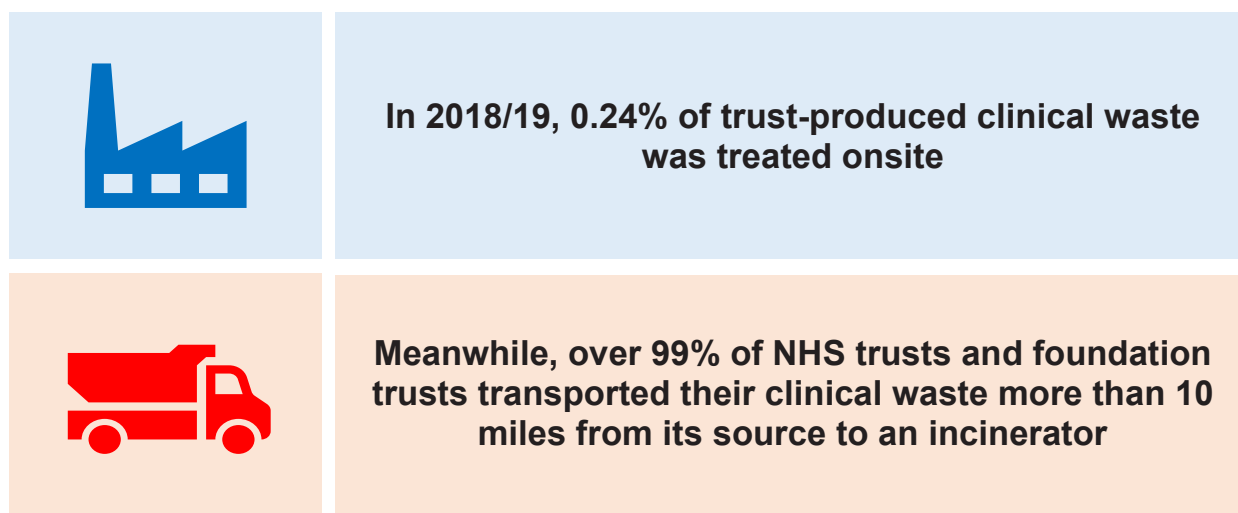 In 2018/19, 0.24% of trust-produced clinical waste
was treated onsite
Meanwhile, over 99% of NHS trusts and foundation
trusts transported their clinical waste more than 10
miles from its source to an incinerator